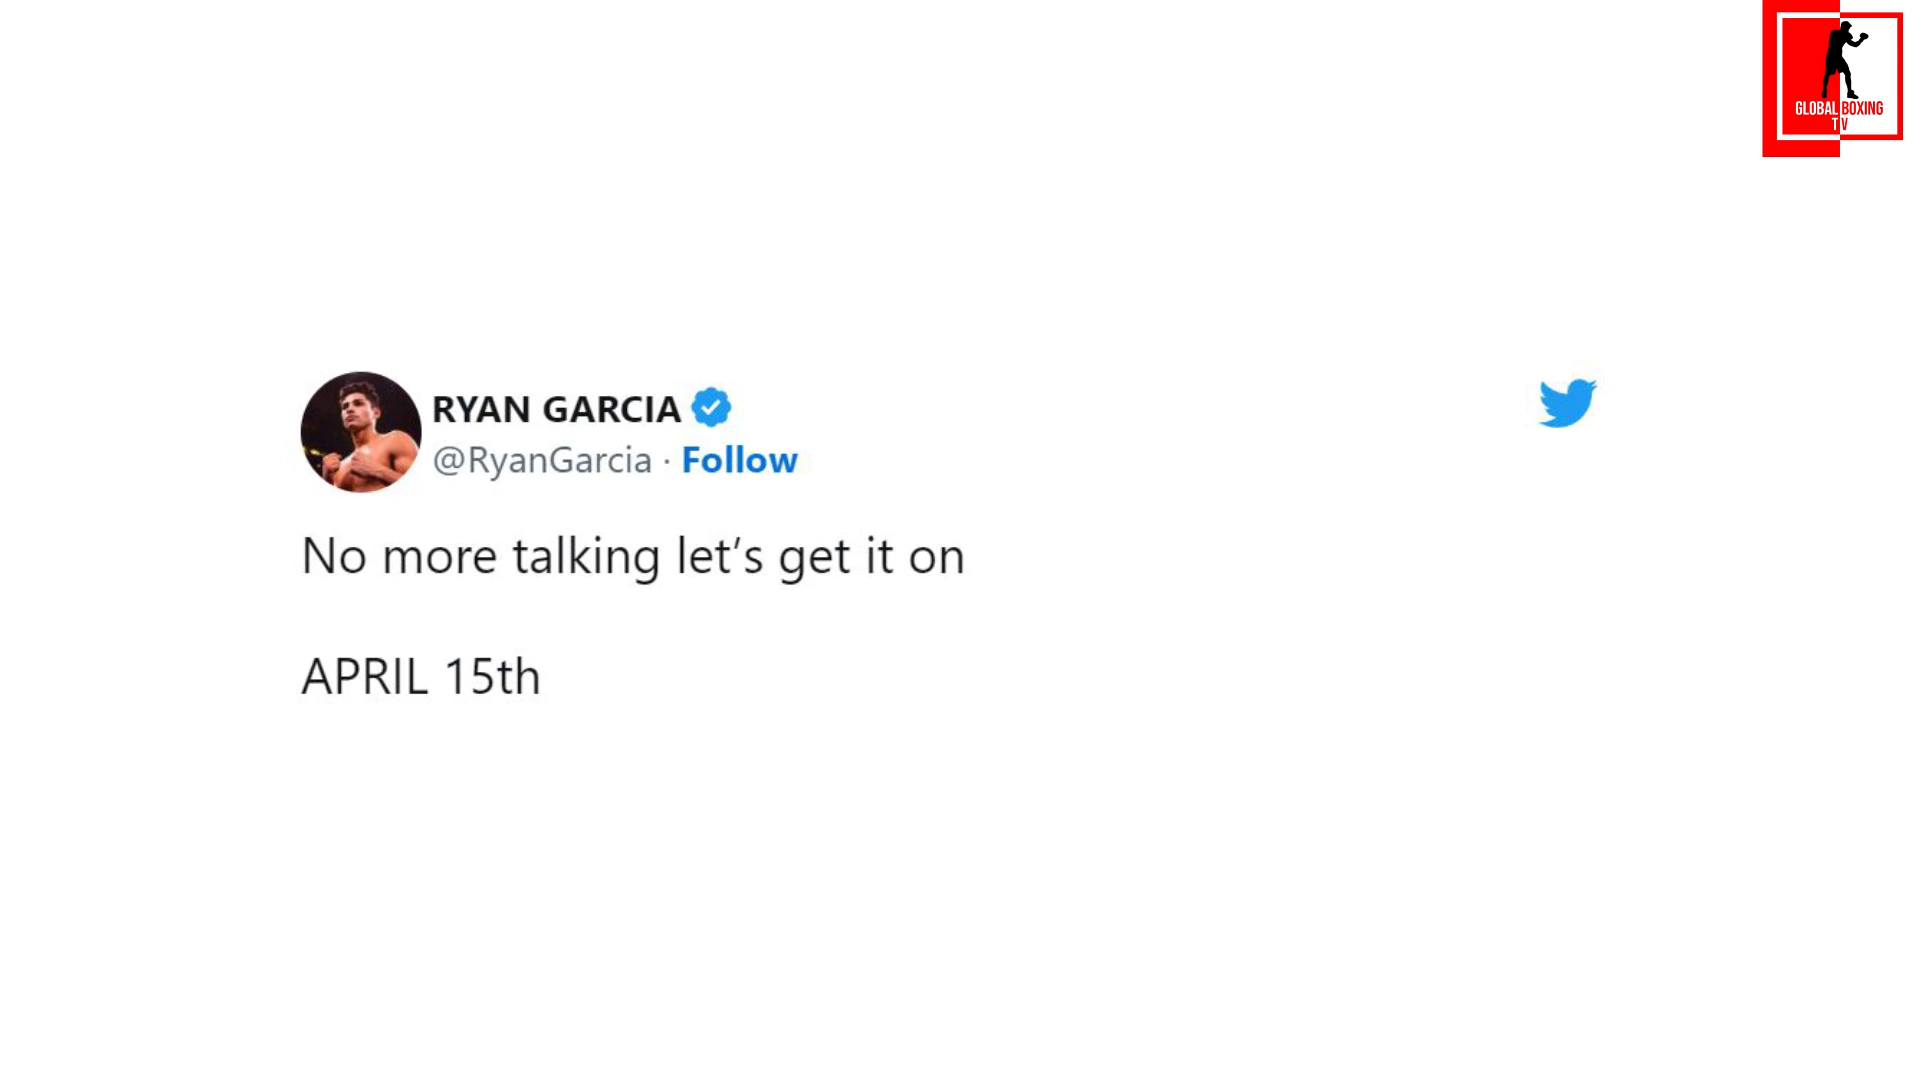 GLOBAL BOXING
TV
RYAN GARCIA
@RyanGarcia · Follow
No more talking let’s get it on
APRIL 15th